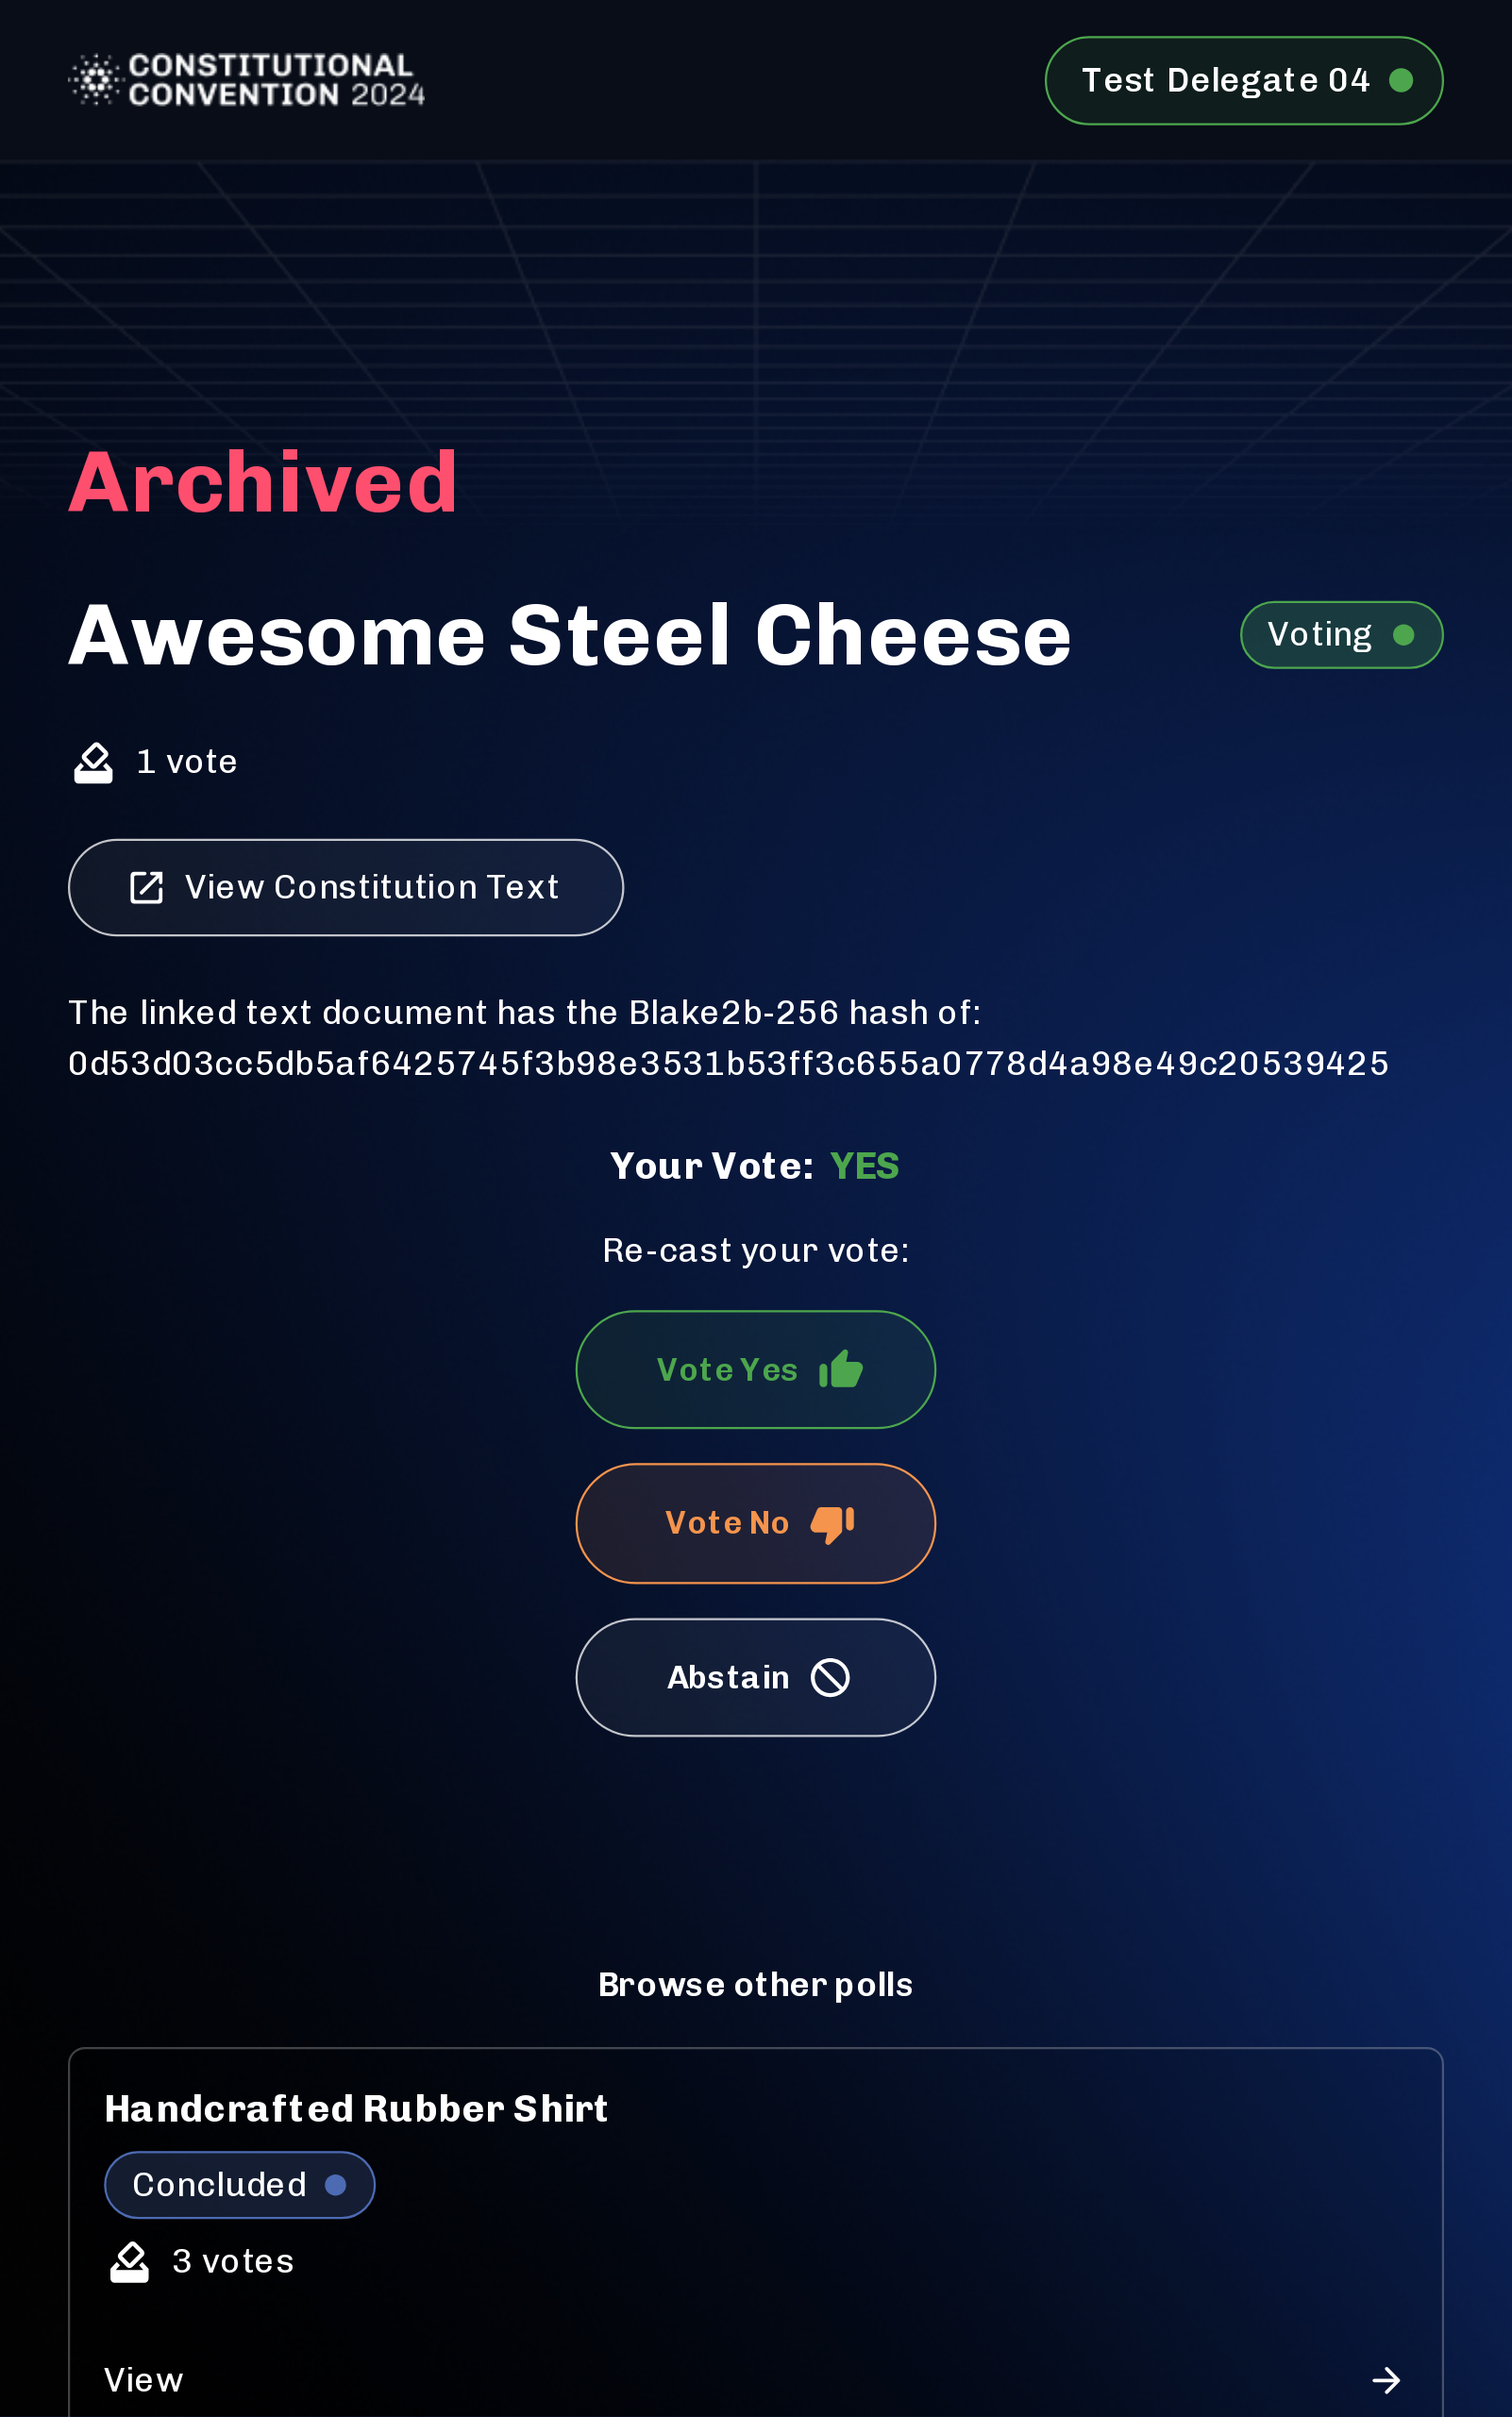 CONSTITUTIONAL
CONVENTION 2024
Test Delegate 04
Archived
Awesome Steel Cheese
Voting
1 vote
View Constitution Text
The linked text document has the Blake2b-256 hash of:
0d53d03cc5db5af6425745f3b98e3531b53ff3c655a0778d4a98e49c20539425
Your Vote: YES
Re-cast your vote:
Vote Yes
Vote No
Abstain
Browse other polls
Handcrafted Rubber Shirt
Concluded
3 votes
View